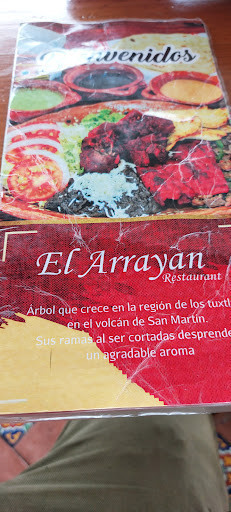 Bienvenidos
El Arrayan
Restaurant
Árbol que crece en la región de los tuxtl
en el volcán de San Martín.
Sus ramas al ser cortadas desprende
un agradable aroma